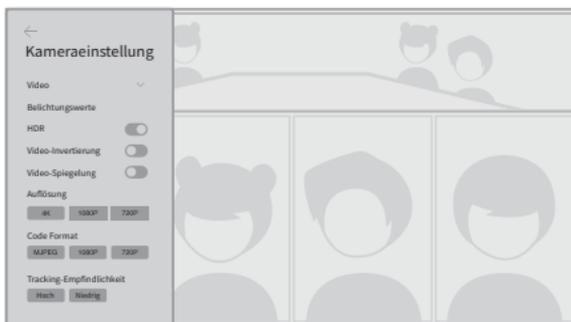 Kameraeinstellung
Video
Belichtungswerte
HDR
Video-Invertierung
Video-Spiegelung
Auflösung
4K 1080P 720P
Code Format
MJPEG 1080P 720P
Tracking-Empfindlichkeit
Hoch Niedrig